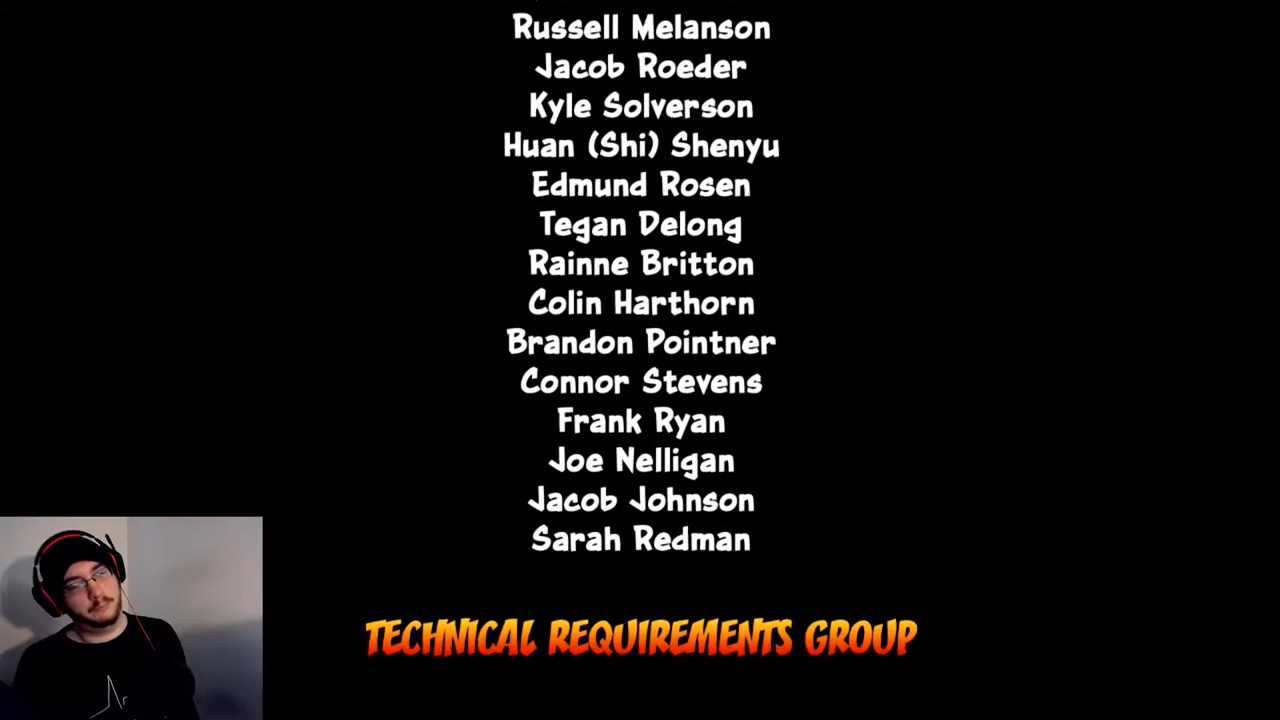 Russell Melanson
Jacob Roeder
Kyle Solverson
Huan (Shi) Shenyu
Edmund Rosen
Tegan Delong
Rainne Britton
Colin Harthorn
Brandon Pointner
Connor Stevens
Frank Ryan
Joe Nelligan
Jacob Johnson
Sarah Redman
TECHNICAL REQUIREMENTS GROUP